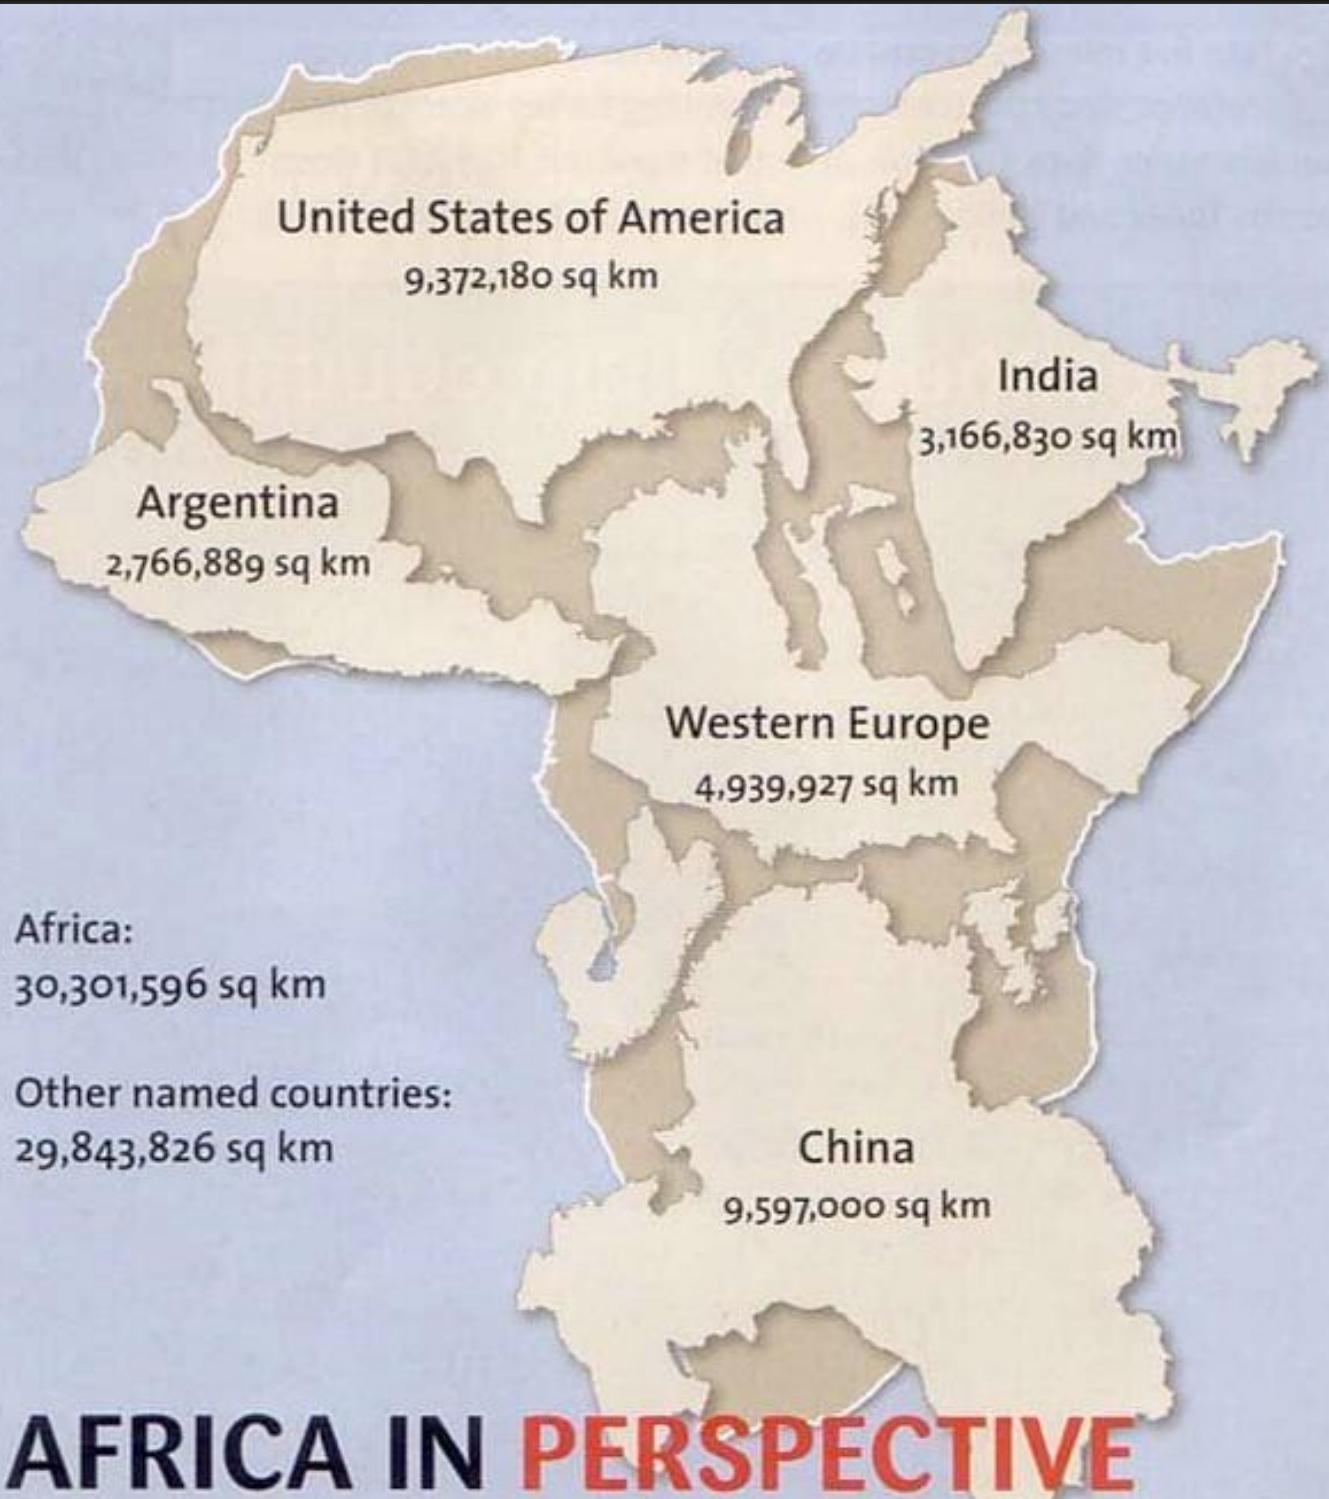 United States of America
9,372,180 sq km
India
3,166,830 sq km
Argentina
2,766,889 sq km
Western Europe
4,939,927 sq km
Africa:
30,301,596 sq km
Other named countries:
29,843,826 sq km
China
9,597,000 sq km
AFRICA IN PERSPECTIVE